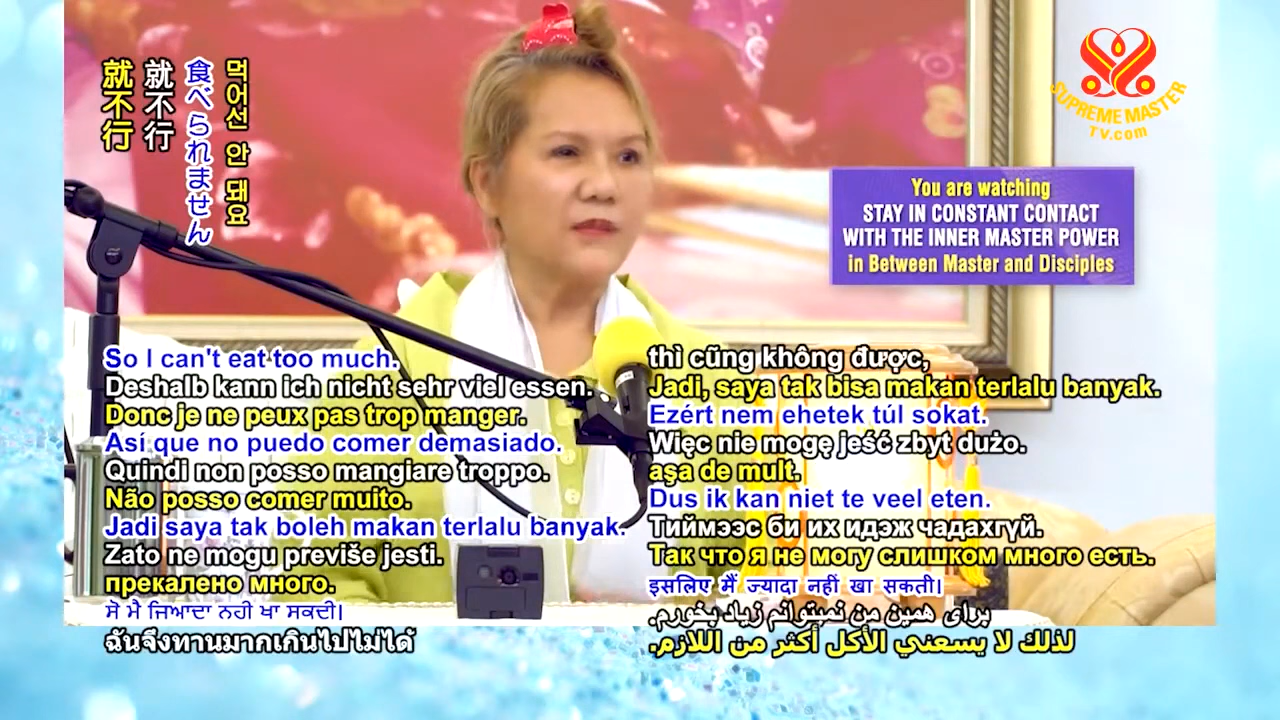 就不行
就不行
食べられません
먹어선 안 돼요
SUPREME MASTER
TV.com
You are watching
STAY IN CONSTANT CONTACT
WITH THE INNER MASTER POWER
in Between Master and Disciples
So I can't eat too much.
Deshalb kann ich nicht sehr viel essen.
Donc je ne peux pas trop manger.
Así que no puedo comer demasiado.
Quindi non posso mangiare troppo.
Não posso comer muito.
Jadi saya tak boleh makan terlalu banyak.
Zato ne mogu previše jesti.
прекалено много.
ਸੋ ਮੈਂ ਜਿਆਦਾ ਨਹੀਂ ਖਾ ਸਕਦੀ।
ฉันจึงทานมากเกินไปไม่ได้
thì cũng không được,
Jadi, saya tak bisa makan terlalu banyak.
Ezért nem ehetek túl sokat.
Więc nie mogę jeść zbyt dużo.
aşa de mult.
Dus ik kan niet te veel eten.
Тиймээс би их идэж чадахгүй.
Так что я не могу слишком много есть.
इसलिए मैं ज्यादा नहीं खा सकती।
برای همین من نمیتوانم زیاد بخورم.
لذلك لا يسعني الأكل أكثر من اللازم.